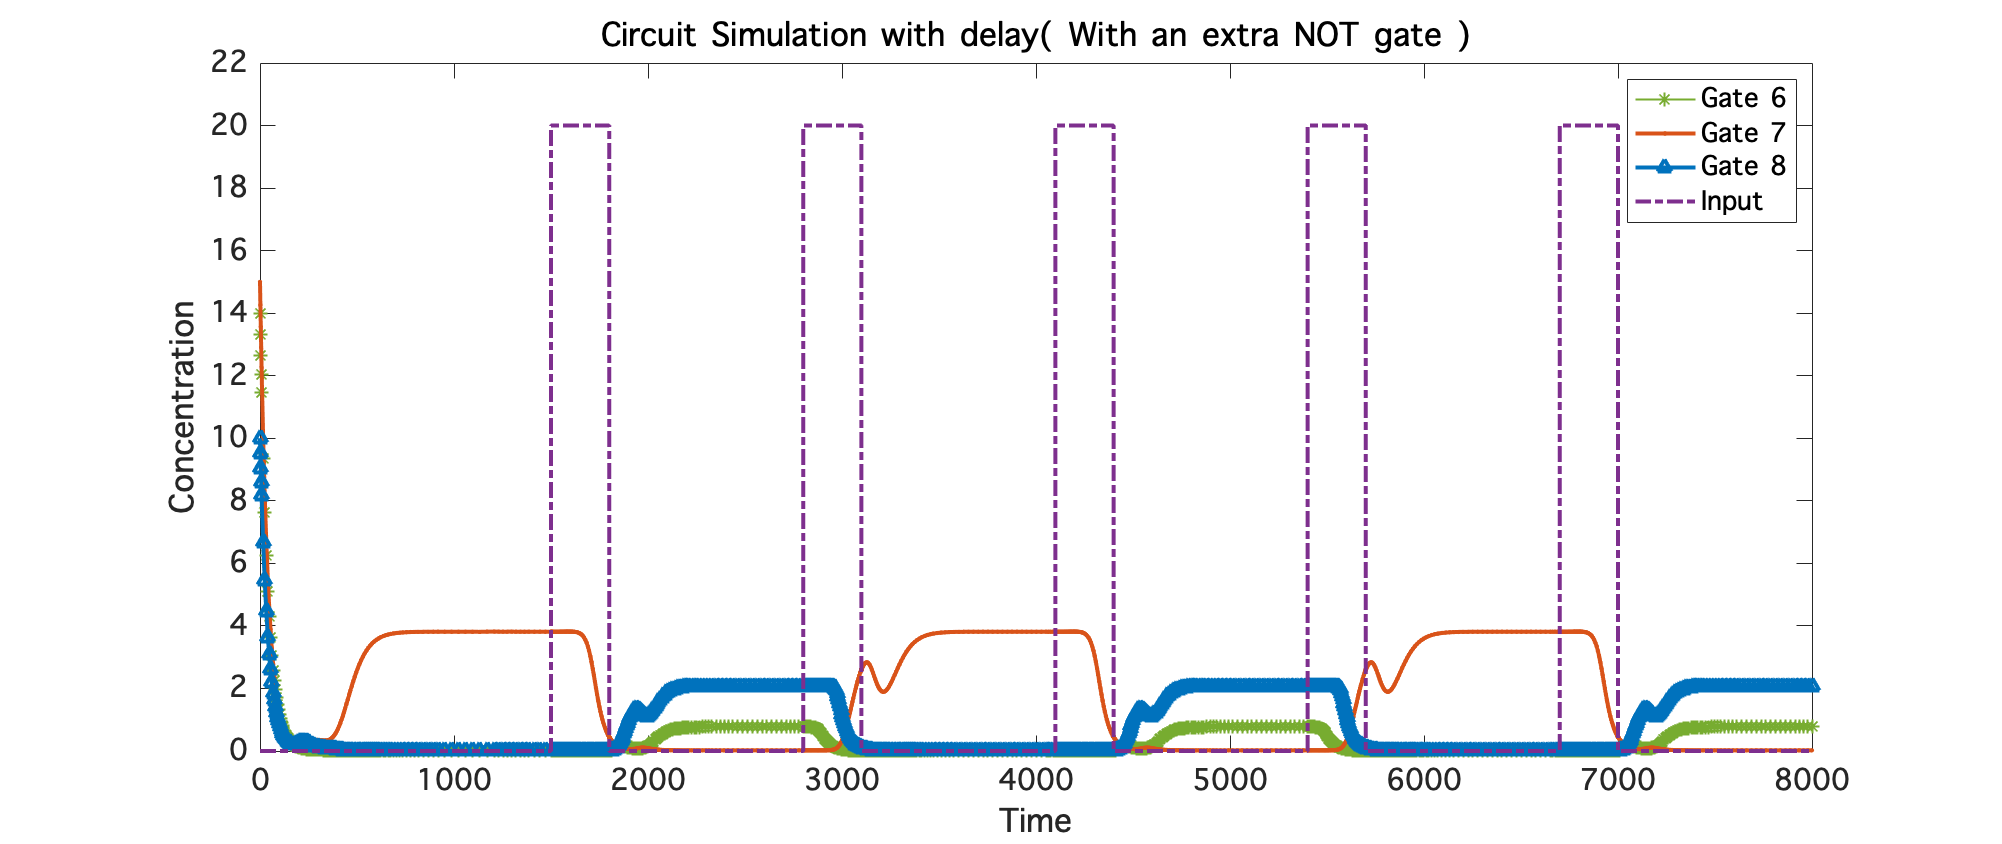 Circuit Simulation with delay( With an extra NOT gate )
22
20
18
16
14
12
10
8
6
4
2
0
Concentration
Gate 6
Gate 7
Gate 8
Input
0 1000 2000 3000 4000 5000 6000 7000 8000
Time